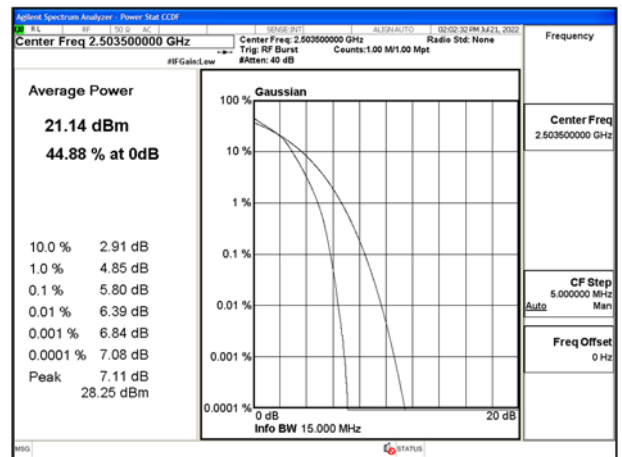 Agilent Spectrum Analyzer - Power Stat CCDF
RL RF 50 Ω AC SENSE:INT ALIGNAUTO 02:02:32 PM Jul 21, 2022
Center Freq 2.503500000 GHz
Center Freq: 2.503500000 GHz Radio Std: None
Trig: RF Burst Counts:1.00 M/1.00 Mpt
#IFGain:Low #Atten: 40 dB
Frequency
Average Power
21.14 dBm
44.88 % at 0dB
10.0 % 2.91 dB
1.0 % 4.85 dB
0.1 % 5.80 dB
0.01 % 6.39 dB
0.001 % 6.84 dB
0.0001 % 7.08 dB
Peak 7.11 dB
28.25 dBm
Gaussian
100 %
10 %
1 %
0.1 %
0.01 %
0.001 %
0.0001 %
0 dB 20 dB
Info BW 15.000 MHz
Center Freq
2.503500000 GHz
CF Step
5.000000 MHz
Auto Man
Freq Offset
0 Hz
MSG STATUS